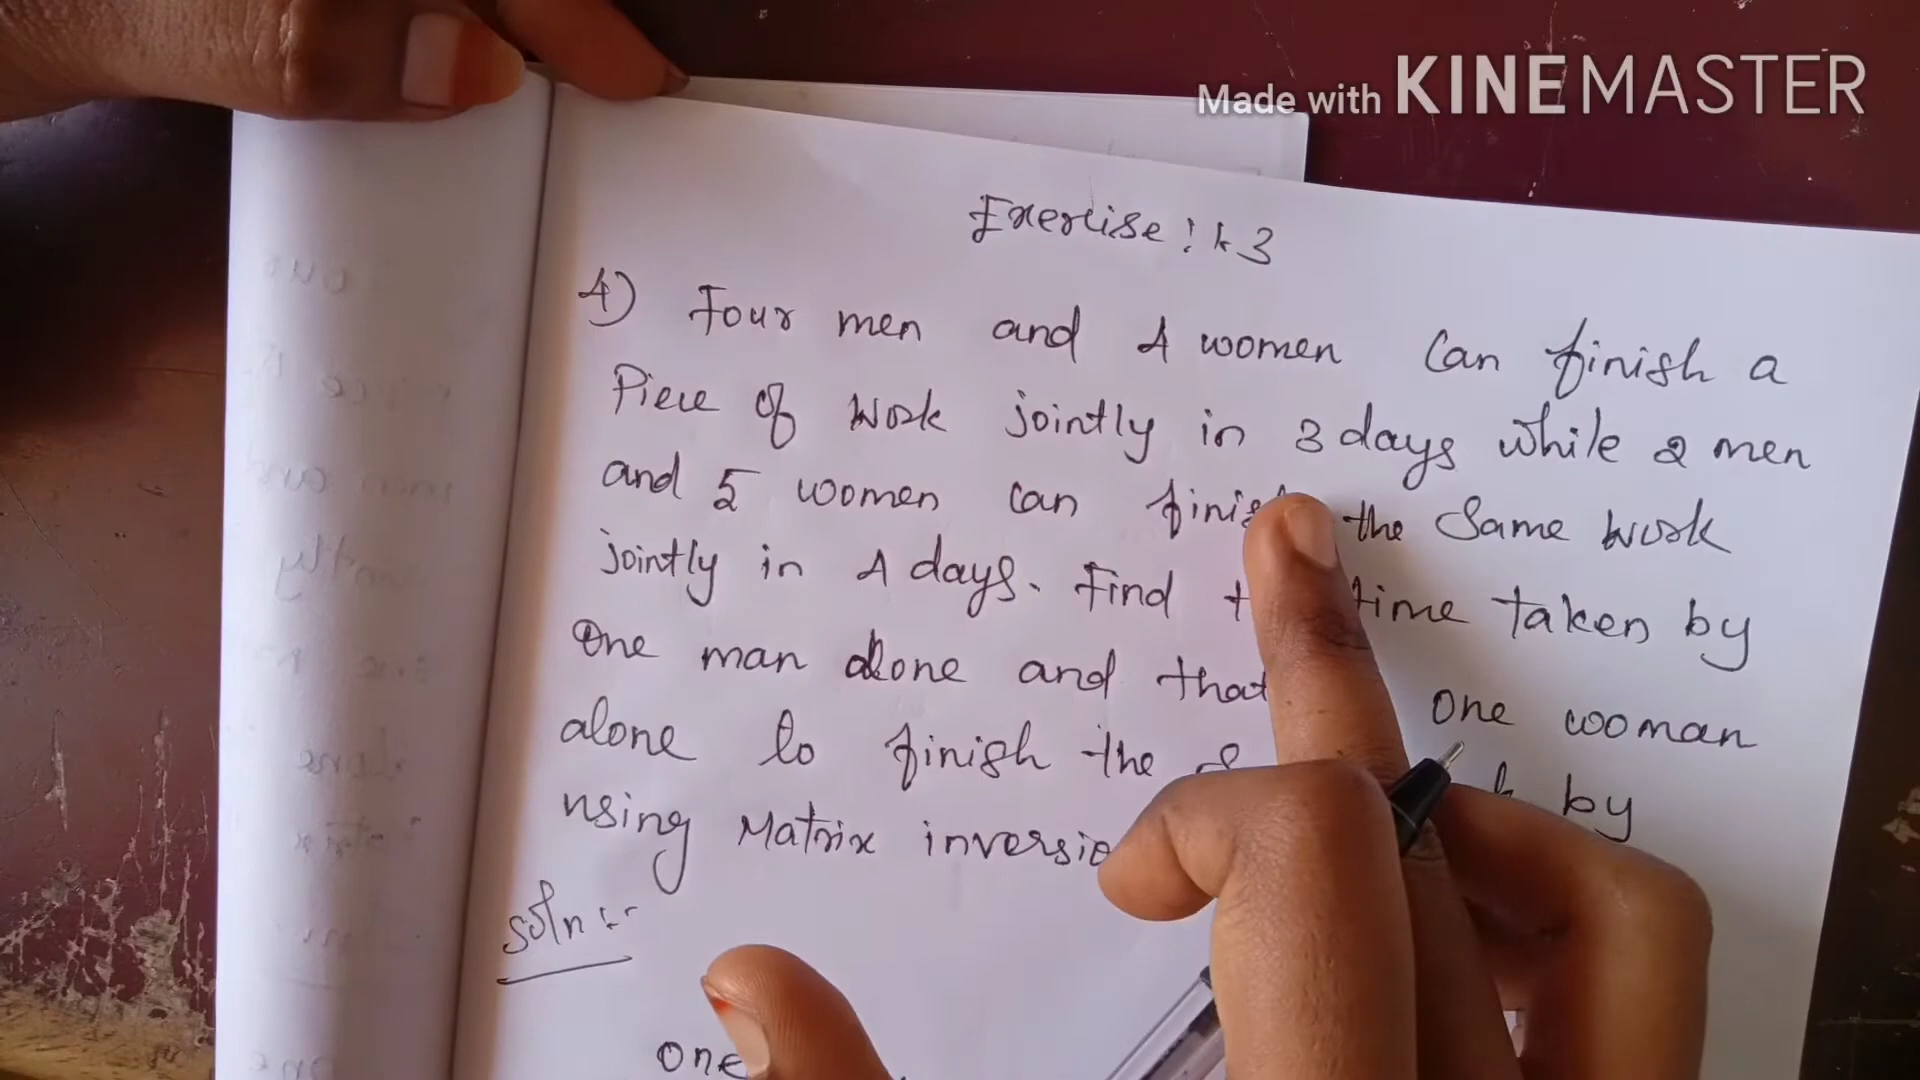 Made with KINEMASTER
Exercise : 1.3
4) Four men and 4 women can finish a
Piece of work jointly in 3 days while 2 men
and 5 women can the same work
jointly in 4 days. Find time taken by
One man alone and that one woman
alone to finish the by
using Matrix
soln :-
one